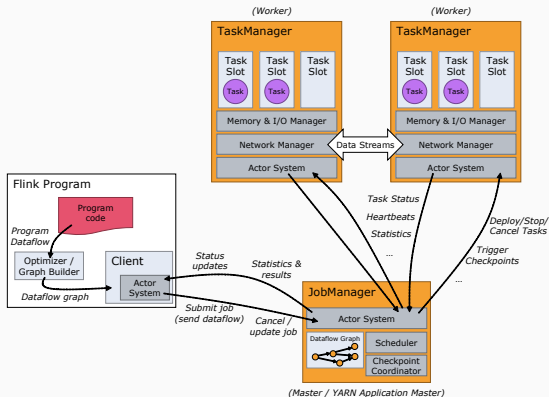 (Worker)
TaskManager
Task
Slot
Task
Task
Slot
Task
Task
Slot
Memory & I/O Manager
Network Manager
Actor System
(Worker)
TaskManager
Task
Slot
Task
Task
Slot
Task
Task
Slot
Memory & I/O Manager
Network Manager
Actor System
Data Streams
Flink Program
Program
code
Program
Dataflow
Optimizer /
Graph Builder
Dataflow graph
Client
Actor
System
Status
updates
Statistics &
results
Submit job
(send dataflow)
Cancel /
update job
Task Status
Heartbeats
Statistics
...
Deploy/Stop/
Cancel Tasks
Trigger
Checkpoints
...
JobManager
Actor System
Dataflow Graph
Scheduler
Checkpoint
Coordinator
(Master / YARN Application Master)